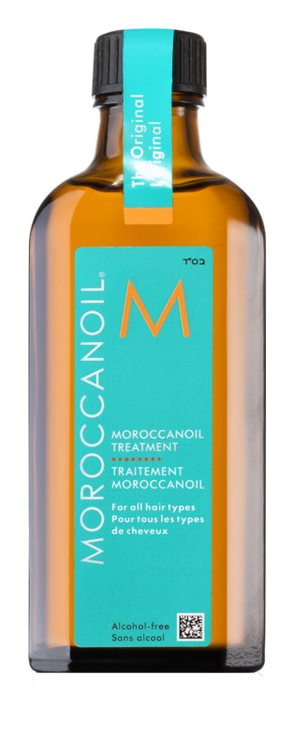 The Original
L'original
בס"ד
M
MOROCCANOIL®
MOROCCANOIL
TREATMENT
TRAITEMENT
MOROCCANOIL
For all hair types
Pour tous les types
de cheveux
Alcohol-free
Sans alcool